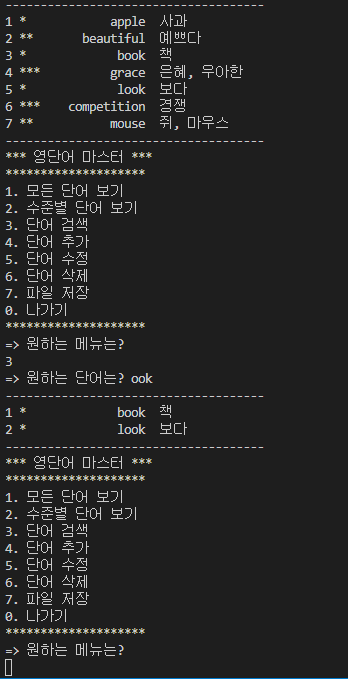 -------------------------------------
1 *            apple  사과
2 **       beautiful  예쁘다
3 *             book  책
4 ***          grace  은혜, 우아한
5 *             look  보다
6 ***    competition  경쟁
7 **           mouse  쥐, 마우스
-------------------------------------
*** 영단어 마스터 ***
********************
1. 모든 단어 보기
2. 수준별 단어 보기
3. 단어 검색
4. 단어 추가
5. 단어 수정
6. 단어 삭제
7. 파일 저장
0. 나가기
********************
=> 원하는 메뉴는?
3
=> 원하는 단어는? ook
-------------------------------------
1 *             book  책
2 *             look  보다
-------------------------------------
*** 영단어 마스터 ***
********************
1. 모든 단어 보기
2. 수준별 단어 보기
3. 단어 검색
4. 단어 추가
5. 단어 수정
6. 단어 삭제
7. 파일 저장
0. 나가기
********************
=> 원하는 메뉴는?